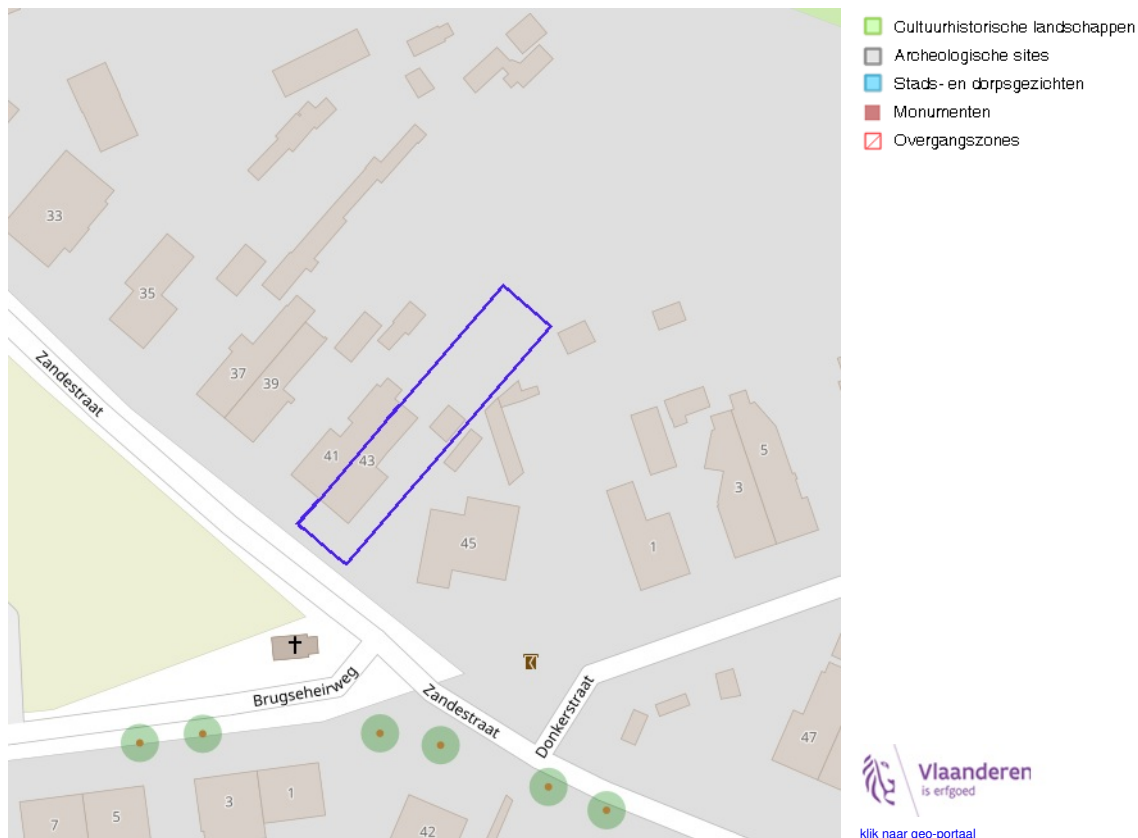 Cultuurhistorische landschappen
Archeologische sites
Stads- en dorpsgezichten
Monumenten
Overgangszones
33
35
37
39
41
43
45
1
3
5
Zandestraat
Brugseheirweg
Zandestraat
Donkerstraat
47
7
5
3
1
42
Vlaanderen
is erfgoed
klik naar geo-portaal